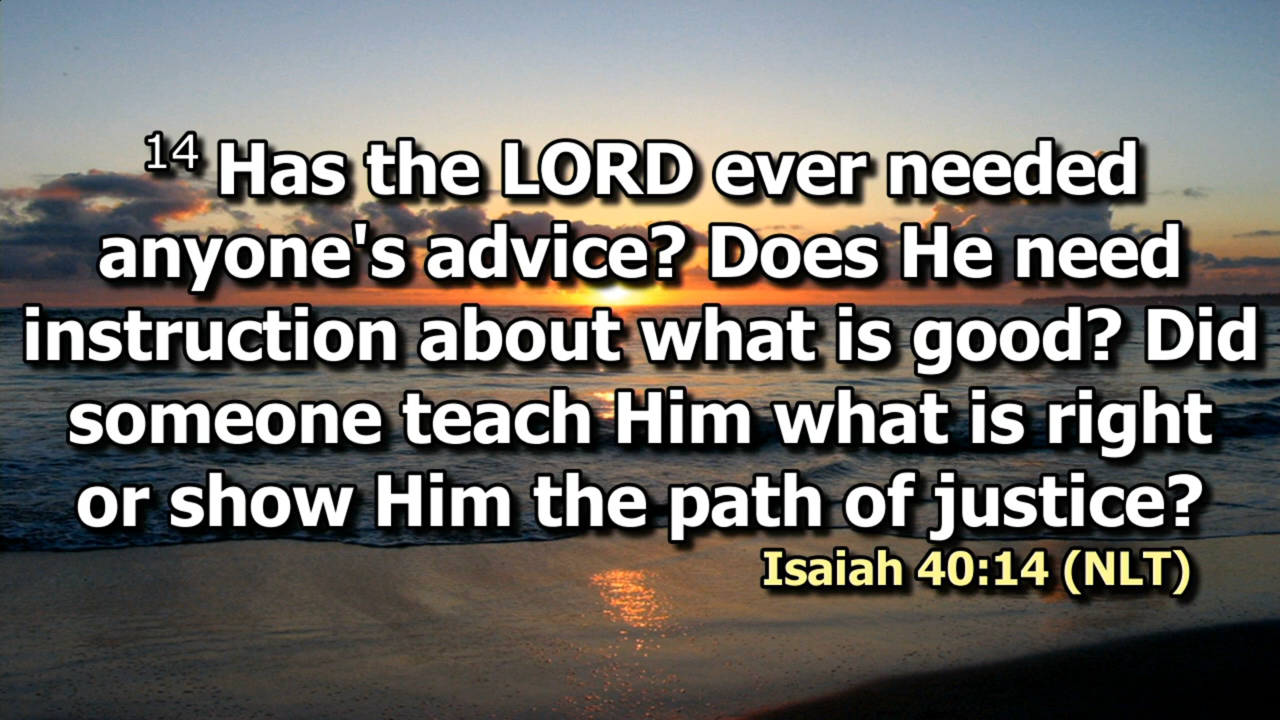 14 Has the LORD ever needed
anyone's advice? Does He need
instruction about what is good? Did
someone teach Him what is right
or show Him the path of justice?
Isaiah 40:14 (NLT)